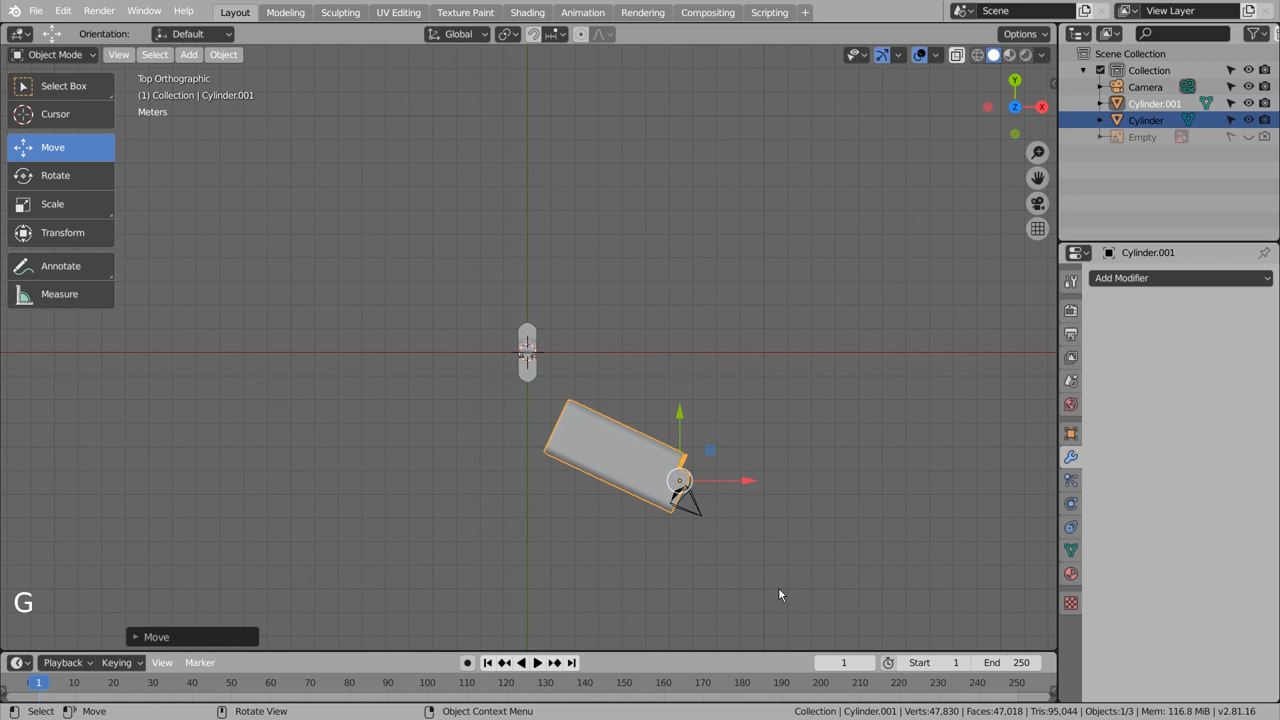 File Edit Render Window Help Layout Modeling Sculpting UV Editing Texture Paint Shading Animation Rendering Compositing Scripting + Scene View Layer
Orientation: Default Global Options
Object Mode View Select Add Object
Scene Collection
Collection
Camera
Cylinder.001
Cylinder
Empty
Select Box
Cursor
Move
Rotate
Scale
Transform
Annotate
Measure
Top Orthographic
(1) Collection | Cylinder.001
Meters
Y
Z
X
Cylinder.001
Add Modifier
G
Move
Playback Keying View Marker 1 Start 1 End 250
1 10 20 30 40 50 60 70 80 90 100 110 120 130 140 150 160 170 180 190 200 210 220 230 240 250
Select Move Rotate View Object Context Menu Collection | Cylinder.001 | Verts:47,830 | Faces:47,018 | Tris:95,044 | Objects:1/3 | Mem: 116.8 MiB | v2.81.16